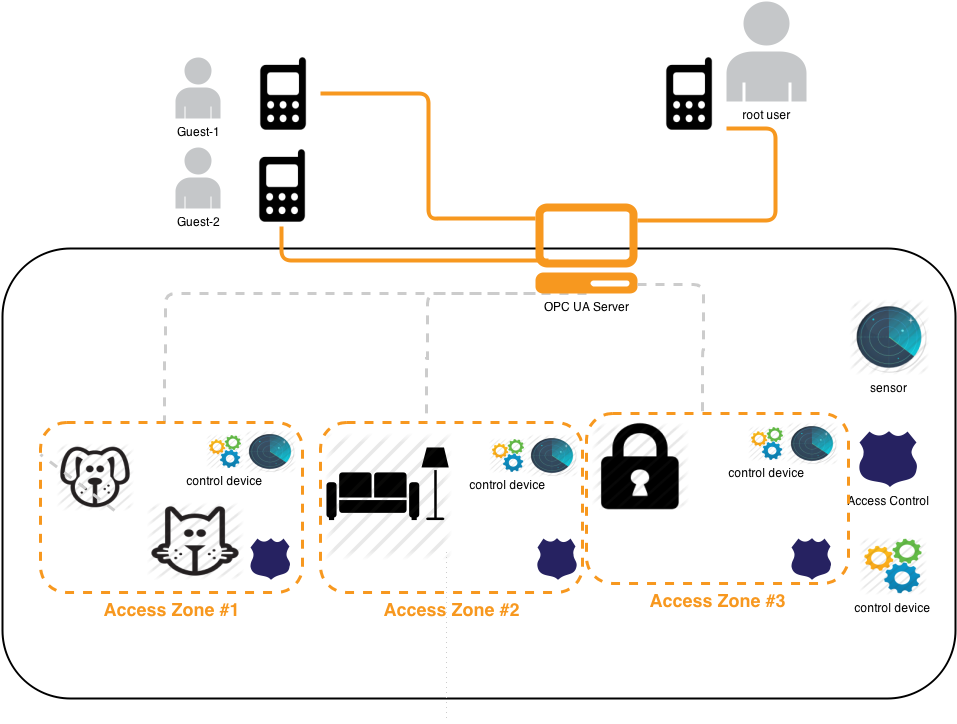 root user
Guest-1
Guest-2
OPC UA Server
sensor
control device
control device
control device
Access Control
Access Zone #1
Access Zone #2
Access Zone #3
control device